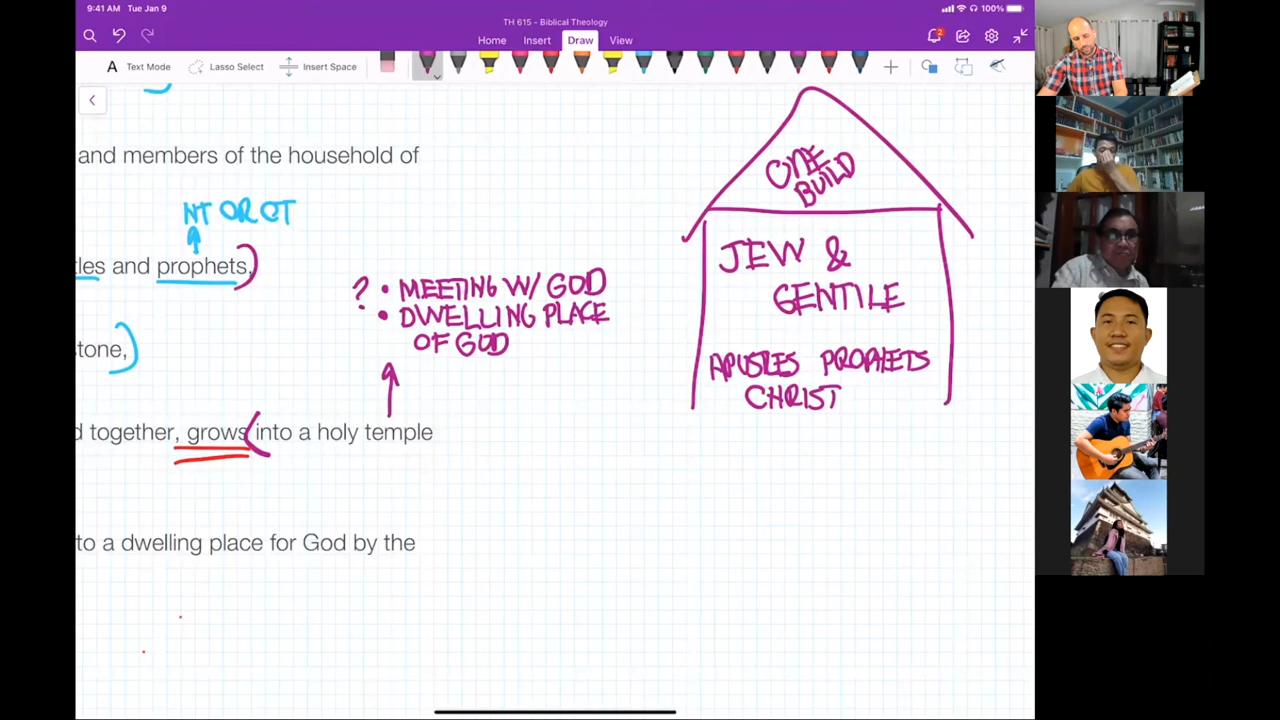 9:41 AM Tue Jan 9
100%
TH 615 - Biblical Theology
Home Insert Draw View
2
A Text Mode Lasso Select Insert Space
and members of the household of
NT OR OT
tles and prophets,)
stone,)
? • MEETING W/ GOD
• DWELLING PLACE
OF GOD
d together, grows (into a holy temple
to a dwelling place for God by the
ONE
BUILD
JEW &
GENTILE
APOSTLES PROPHETS
CHRIST